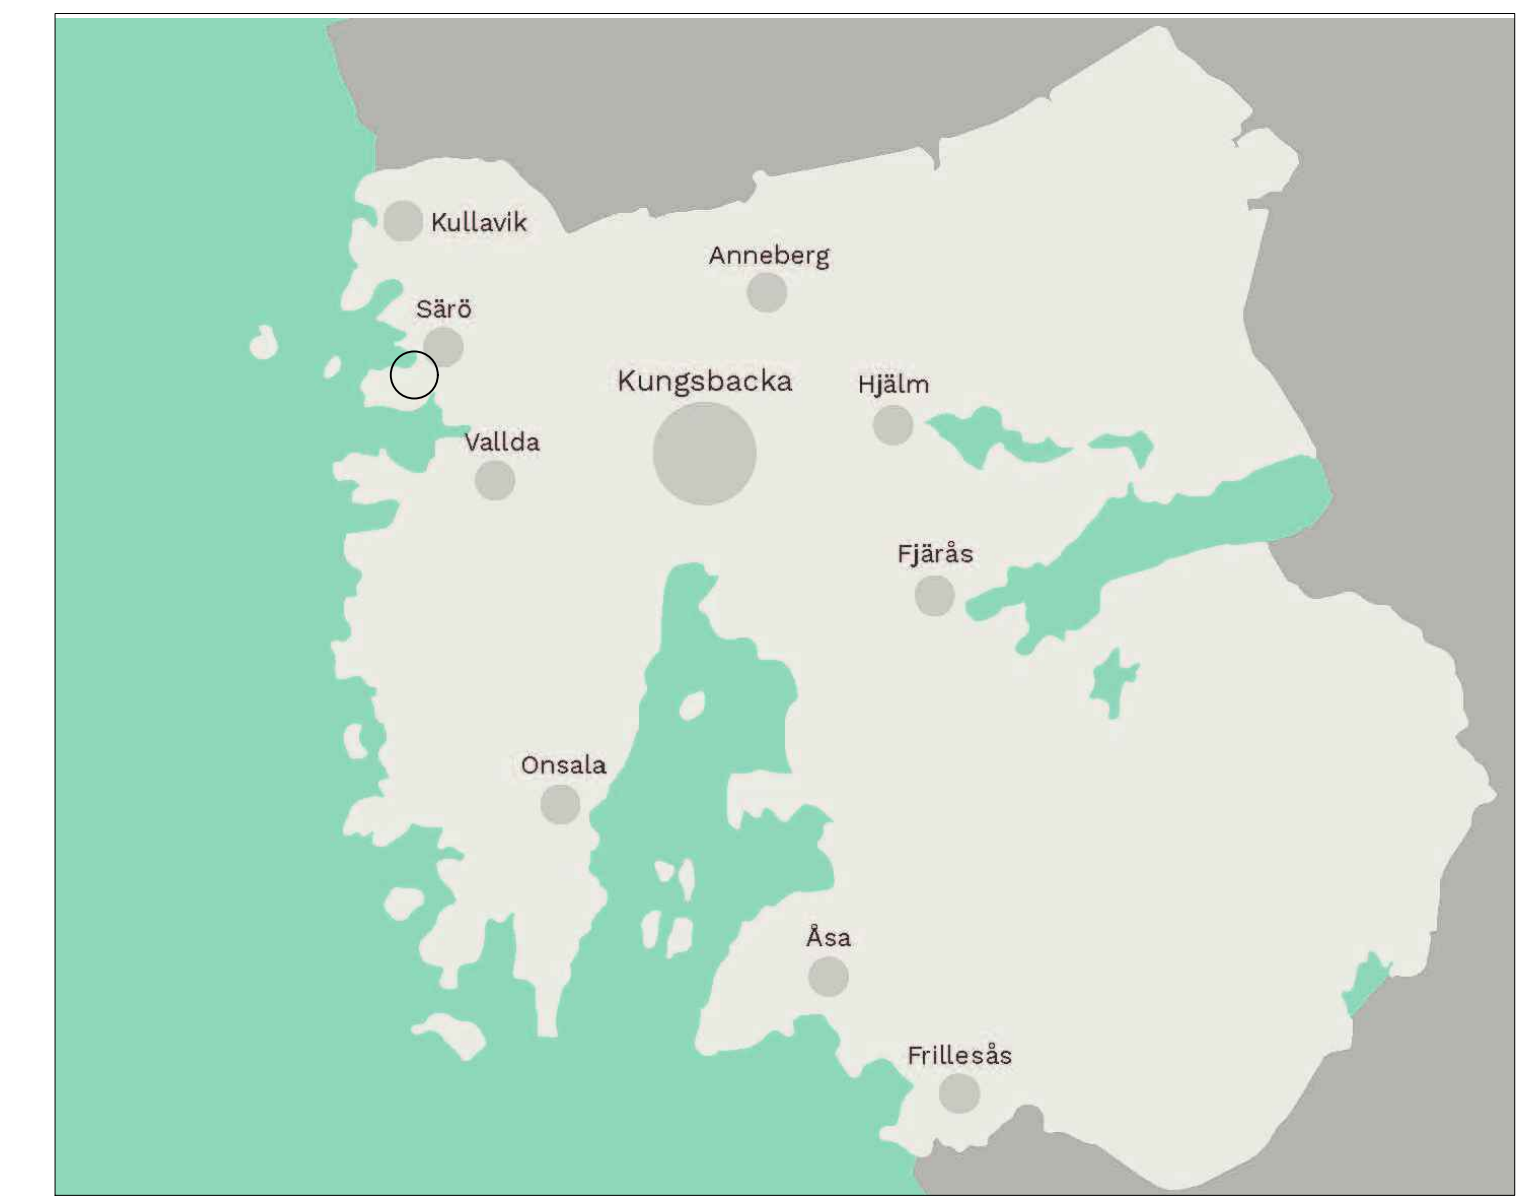 Kullavik
Anneberg
Särö
Kungsbacka
Hjälm
Vallda
Fjärås
Onsala
Åsa
Frillesås